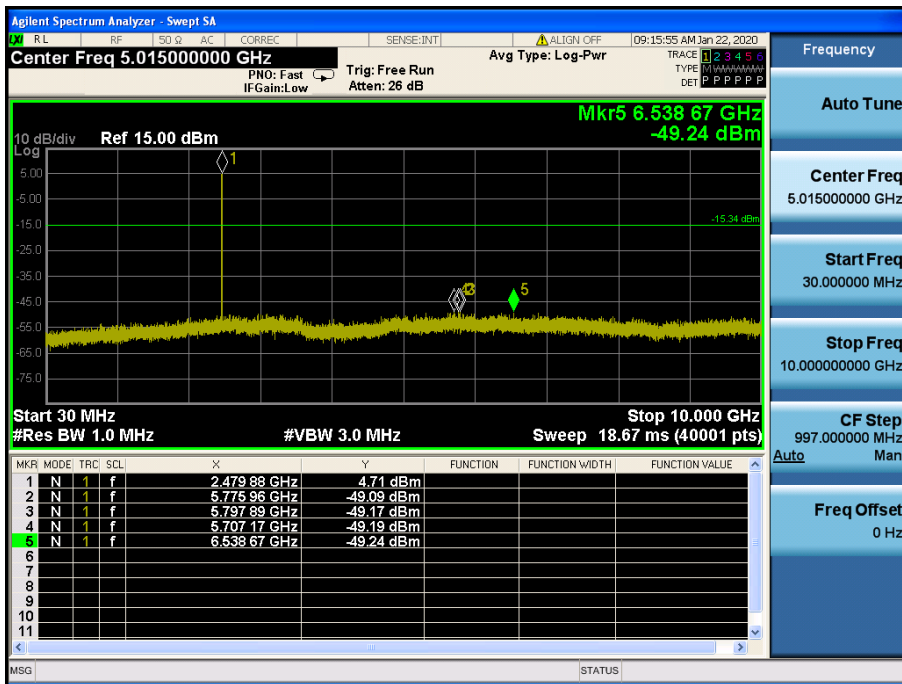 Agilent Spectrum Analyzer - Swept SA
LXI RL RF 50 Ω AC CORREC SENSE:INT ALIGN OFF 09:15:55 AM Jan 22, 2020
Center Freq 5.015000000 GHz
PNO: Fast
IFGain:Low
Trig: Free Run
Atten: 26 dB
Avg Type: Log-Pwr
TRACE 1 2 3 4 5 6
TYPE MWWWWW
DET P P P P P P
Mkr5 6.538 67 GHz
-49.24 dBm
10 dB/div Ref 15.00 dBm
Log
5.00
-5.00
-15.0
-25.0
-35.0
-45.0
-55.0
-65.0
-75.0
1
-15.34 dBm
5
Start 30 MHz Stop 10.000 GHz
#Res BW 1.0 MHz #VBW 3.0 MHz Sweep 18.67 ms (40001 pts)
MKR MODE TRC SCL X Y FUNCTION FUNCTION WIDTH FUNCTION VALUE
1 N 1 f 2.479 88 GHz 4.71 dBm
2 N 1 f 5.775 96 GHz -49.09 dBm
3 N 1 f 5.797 89 GHz -49.17 dBm
4 N 1 f 5.707 17 GHz -49.19 dBm
5 N 1 f 6.538 67 GHz -49.24 dBm
6
7
8
9
10
11
MSG STATUS
Frequency
Auto Tune
Center Freq
5.015000000 GHz
Start Freq
30.000000 MHz
Stop Freq
10.000000000 GHz
CF Step
997.000000 MHz
Auto Man
Freq Offset
0 Hz